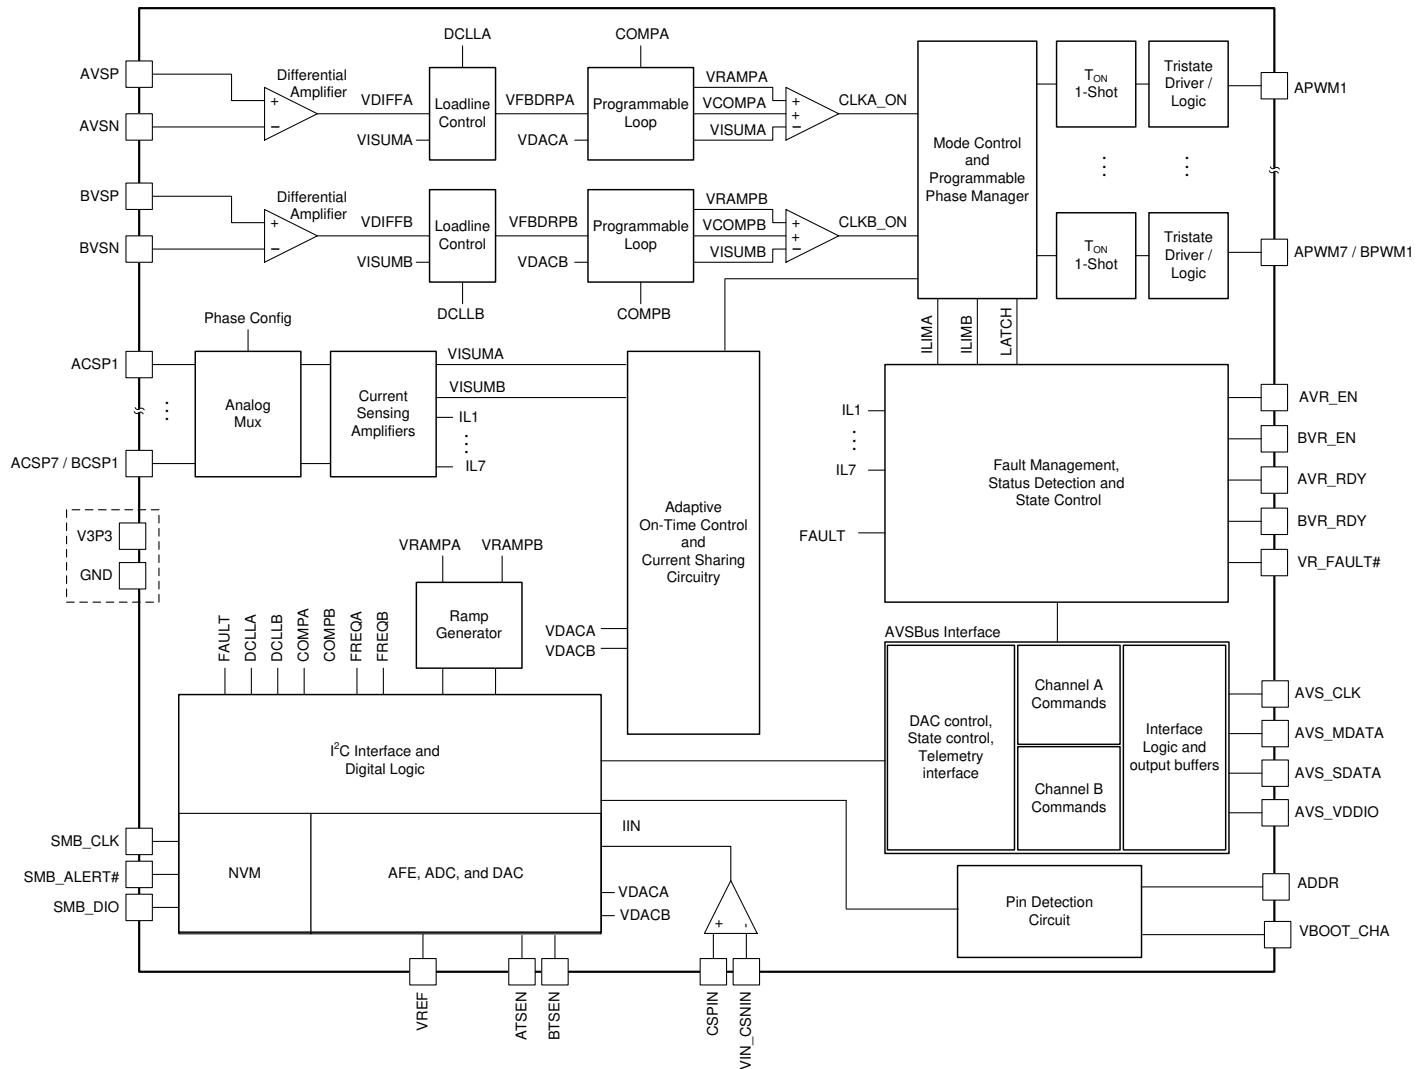 DCLLA
COMPA
AVSP
Differential
Amplifier
VDIFFA
Loadline
Control
VFBDRPA
Programmable
Loop
VRAMPA
VCOMPA
VISUMA
CLKA_ON
AVSN
VISUMA
VDACA
Mode Control
and
Programmable
Phase Manager
TON
1-Shot
Tristate
Driver /
Logic
APWM1
BVSP
Differential
Amplifier
VDIFFB
Loadline
Control
VFBDRPB
Programmable
Loop
VRAMPB
VCOMPB
VISUMB
CLKB_ON
BVSN
VISUMB
VDACB
TON
1-Shot
Tristate
Driver /
Logic
APWM7 / BPWM1
DCLLB
COMPB
Phase Config
ILIMA
ILIMB
LATCH
ACSP1
Analog
Mux
Current
Sensing
Amplifiers
VISUMA
VISUMB
IL1
IL7
ACSP7 / BCSP1
Adaptive
On-Time Control
and
Current Sharing
Circuitry
IL1
IL7
FAULT
Fault Management,
Status Detection and
State Control
AVR_EN
BVR_EN
AVR_RDY
BVR_RDY
VR_FAULT#
V3P3
GND
VRAMPA
VRAMPB
Ramp
Generator
FAULT
DCLLA
DCLLB
COMPA
COMPB
FREQA
FREQB
VDACA
VDACB
AVSBus Interface
DAC control,
State control,
Telemetry
interface
Channel A
Commands
Channel B
Commands
Interface
Logic and
output buffers
AVS_CLK
AVS_MDATA
AVS_SDATA
AVS_VDDIO
I2C Interface and
Digital Logic
SMB_CLK
SMB_ALERT#
SMB_DIO
NVM
AFE, ADC, and DAC
IIN
VDACA
VDACB
+
-
Pin Detection
Circuit
ADDR
VBOOT_CHA
VREF
ATSEN
BTSEN
CSPIN
VIN_CSNIN